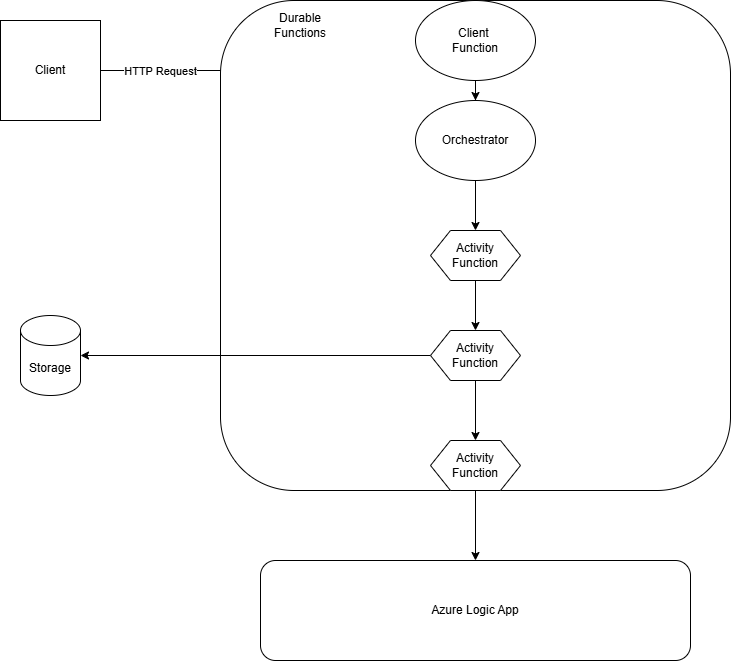 Durable
Functions
Client
Function
Client
HTTP Request
Orchestrator
Activity
Function
Activity
Function
Storage
Activity
Function
Azure Logic App